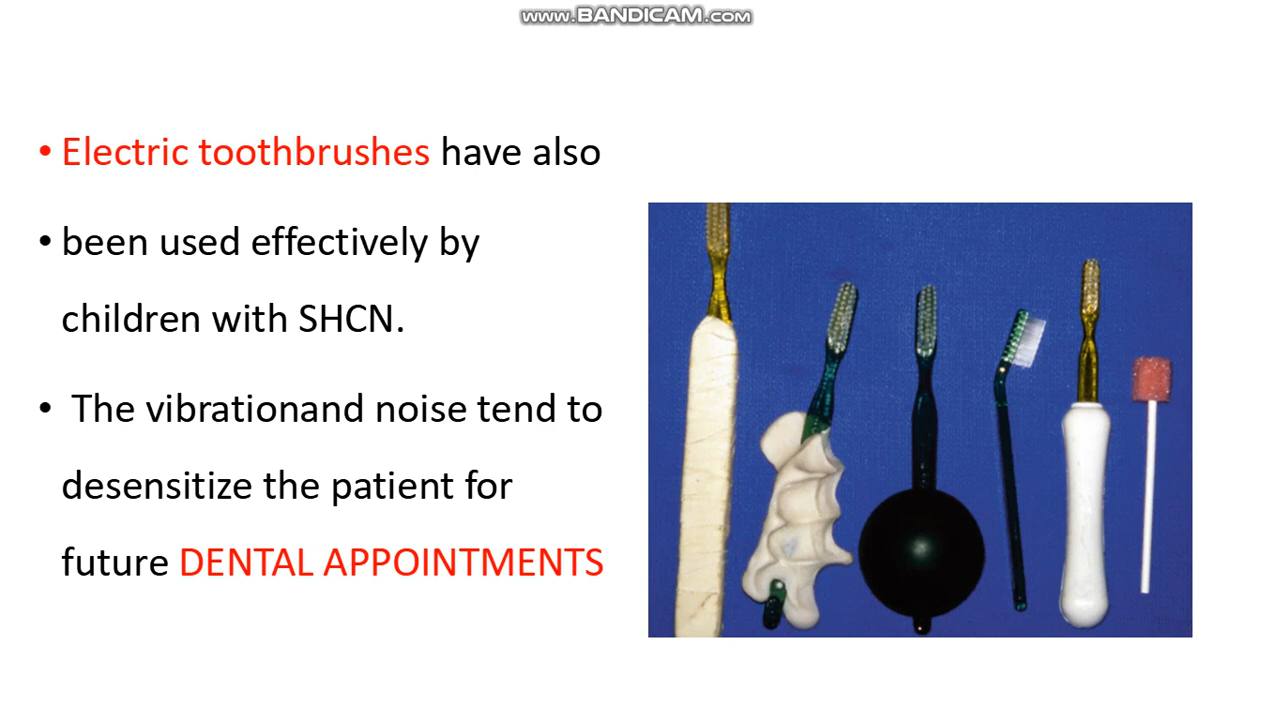 www.BANDICAM.com
• Electric toothbrushes have also
• been used effectively by
children with SHCN.
• The vibrationand noise tend to
desensitize the patient for
future DENTAL APPOINTMENTS